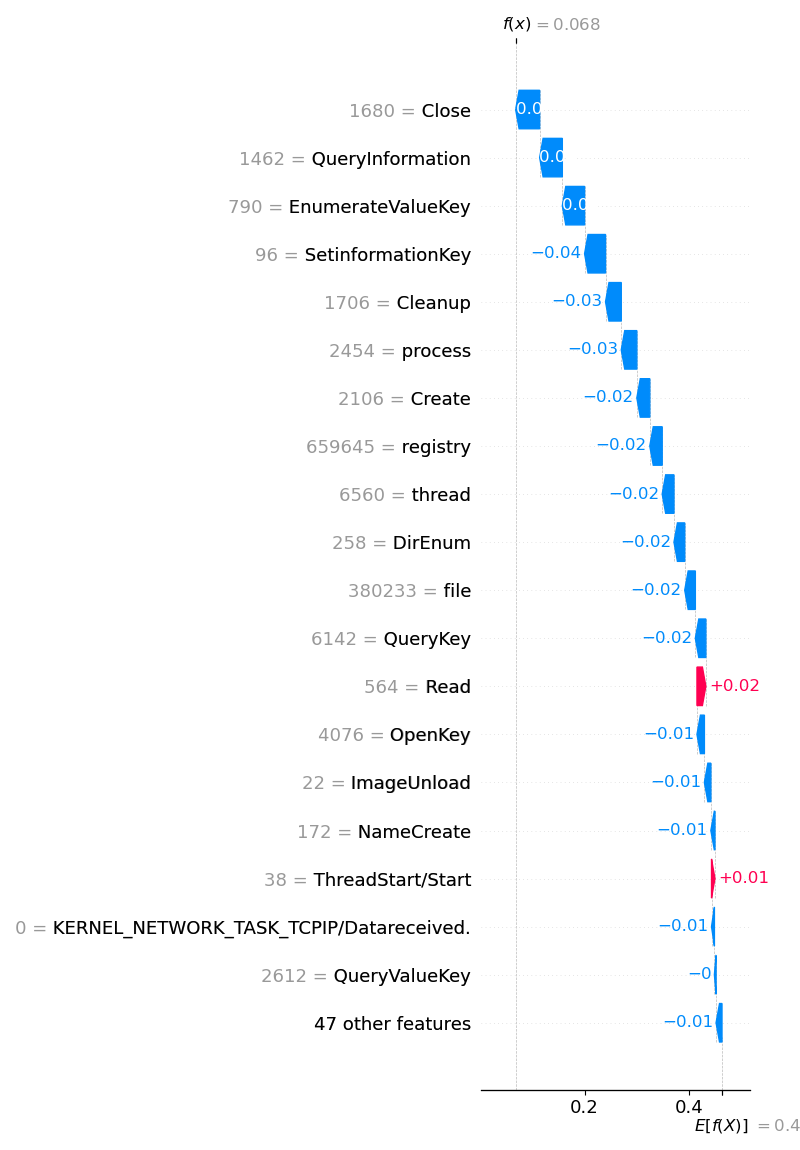 f(x) = 0.068
1680 = Close
0.0
1462 = QueryInformation
0.0
790 = EnumerateValueKey
0.0
96 = SetinformationKey
−0.04
1706 = Cleanup
−0.03
2454 = process
−0.03
2106 = Create
−0.02
659645 = registry
−0.02
6560 = thread
−0.02
258 = DirEnum
−0.02
380233 = file
−0.02
6142 = QueryKey
−0.02
564 = Read
+0.02
4076 = OpenKey
−0.01
22 = ImageUnload
−0.01
172 = NameCreate
−0.01
38 = ThreadStart/Start
+0.01
0 = KERNEL_NETWORK_TASK_TCPIP/Datareceived.
−0.01
2612 = QueryValueKey
−0
47 other features
−0.01
0.2
0.4
E[f(X)] = 0.4